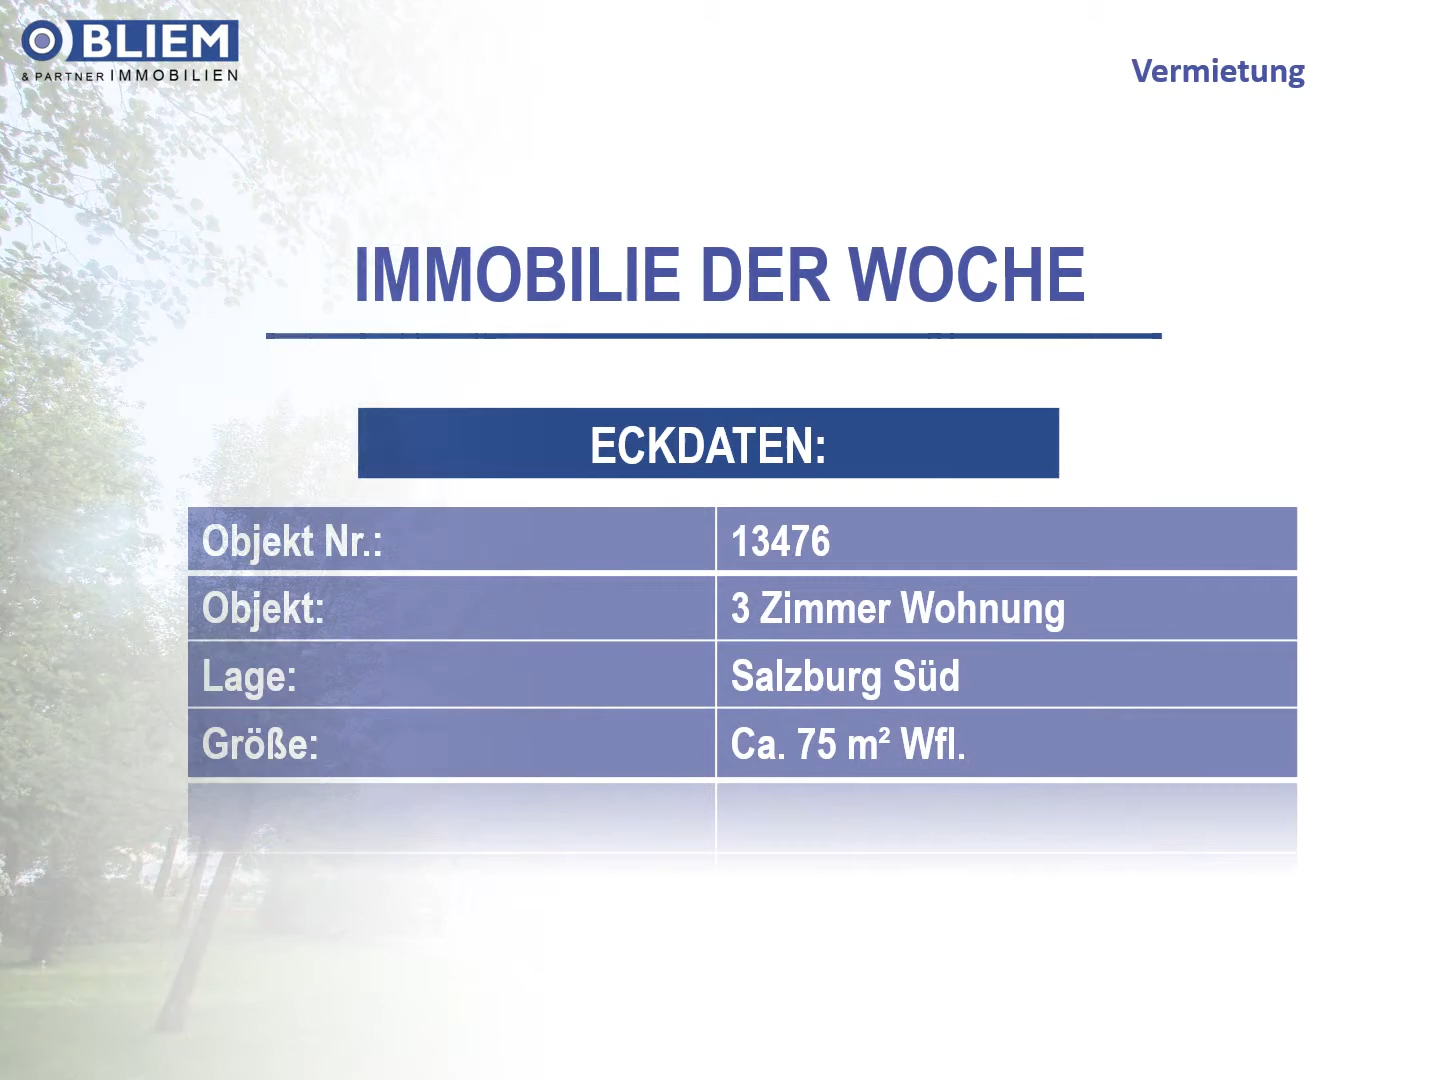 BLIEM
& PARTNER IMMOBILIEN
Vermietung
IMMOBILIE DER WOCHE
ECKDATEN:
Objekt Nr.: 13476
Objekt: 3 Zimmer Wohnung
Lage: Salzburg Süd
Größe: Ca. 75 m² Wfl.